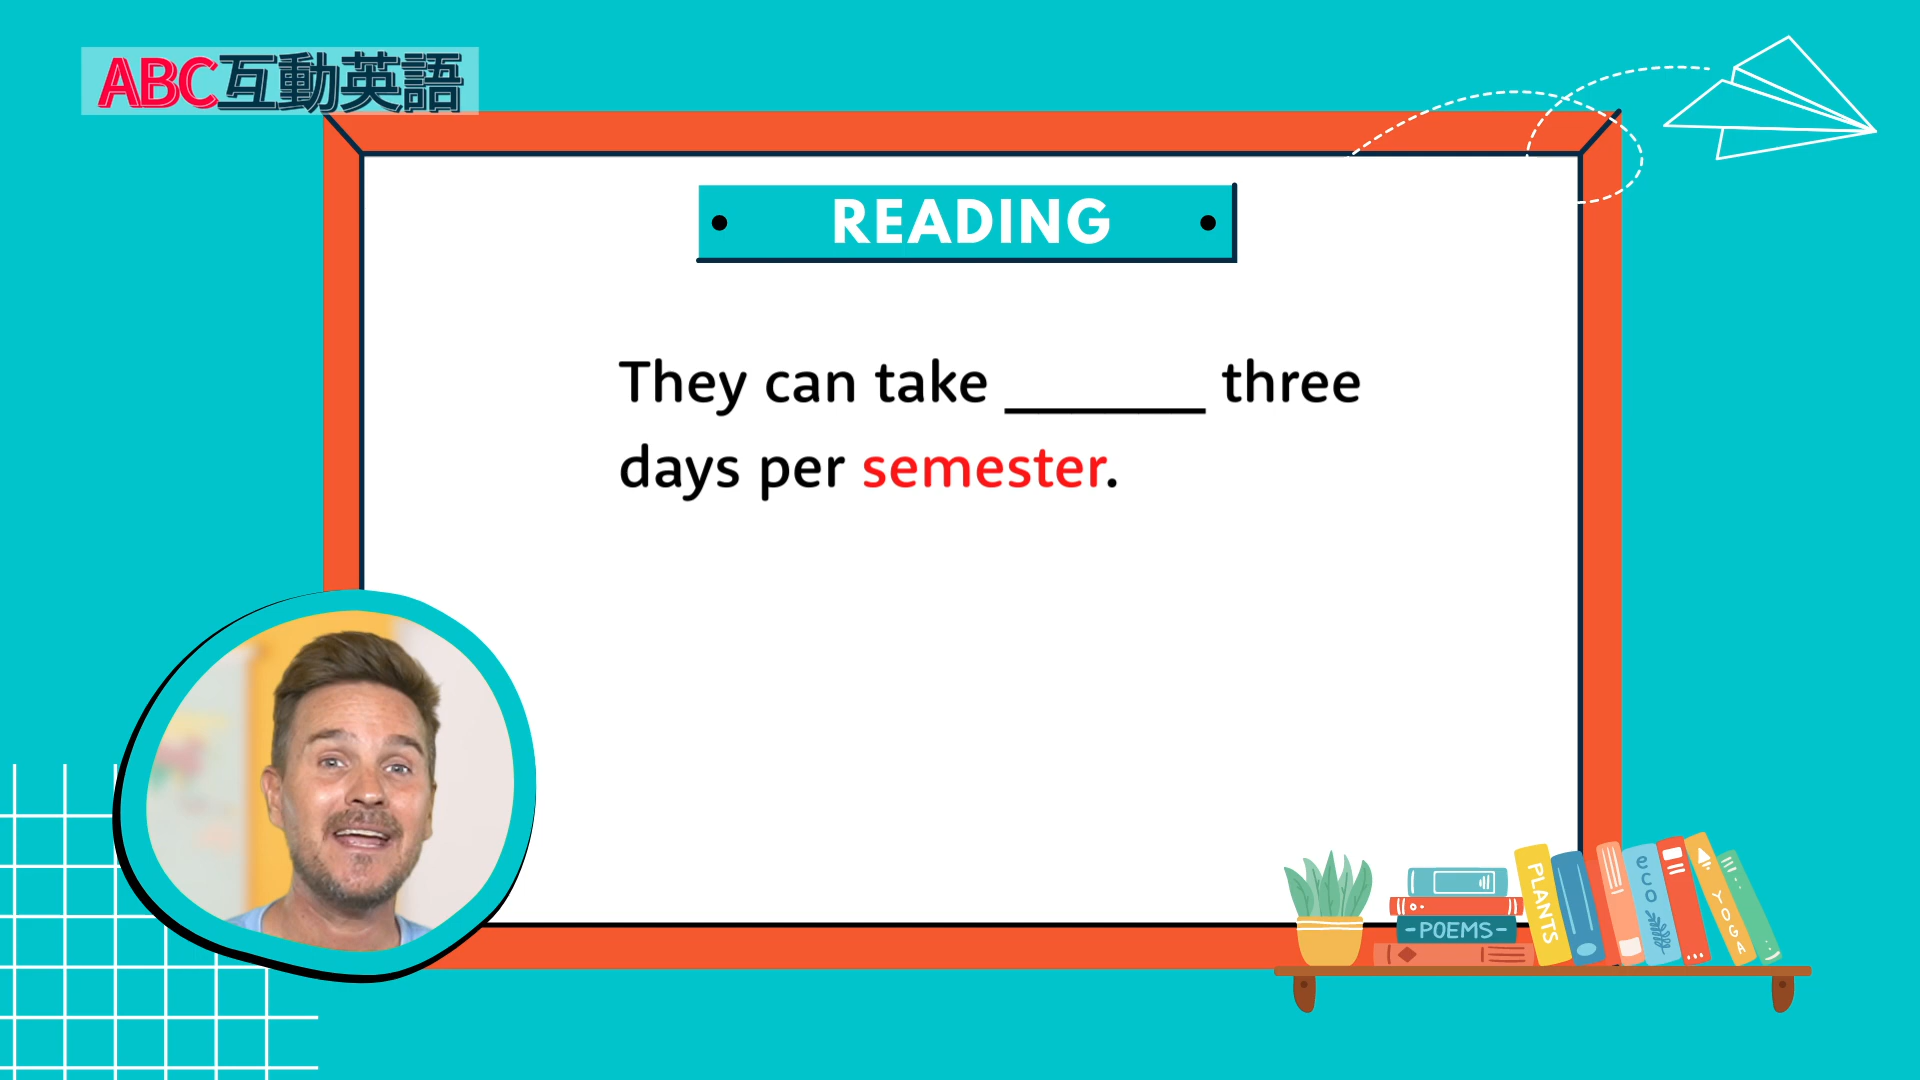 ABC互動英語
READING
They can take ________ three
days per semester.
POEMS
PLANTS
eco
YOGA